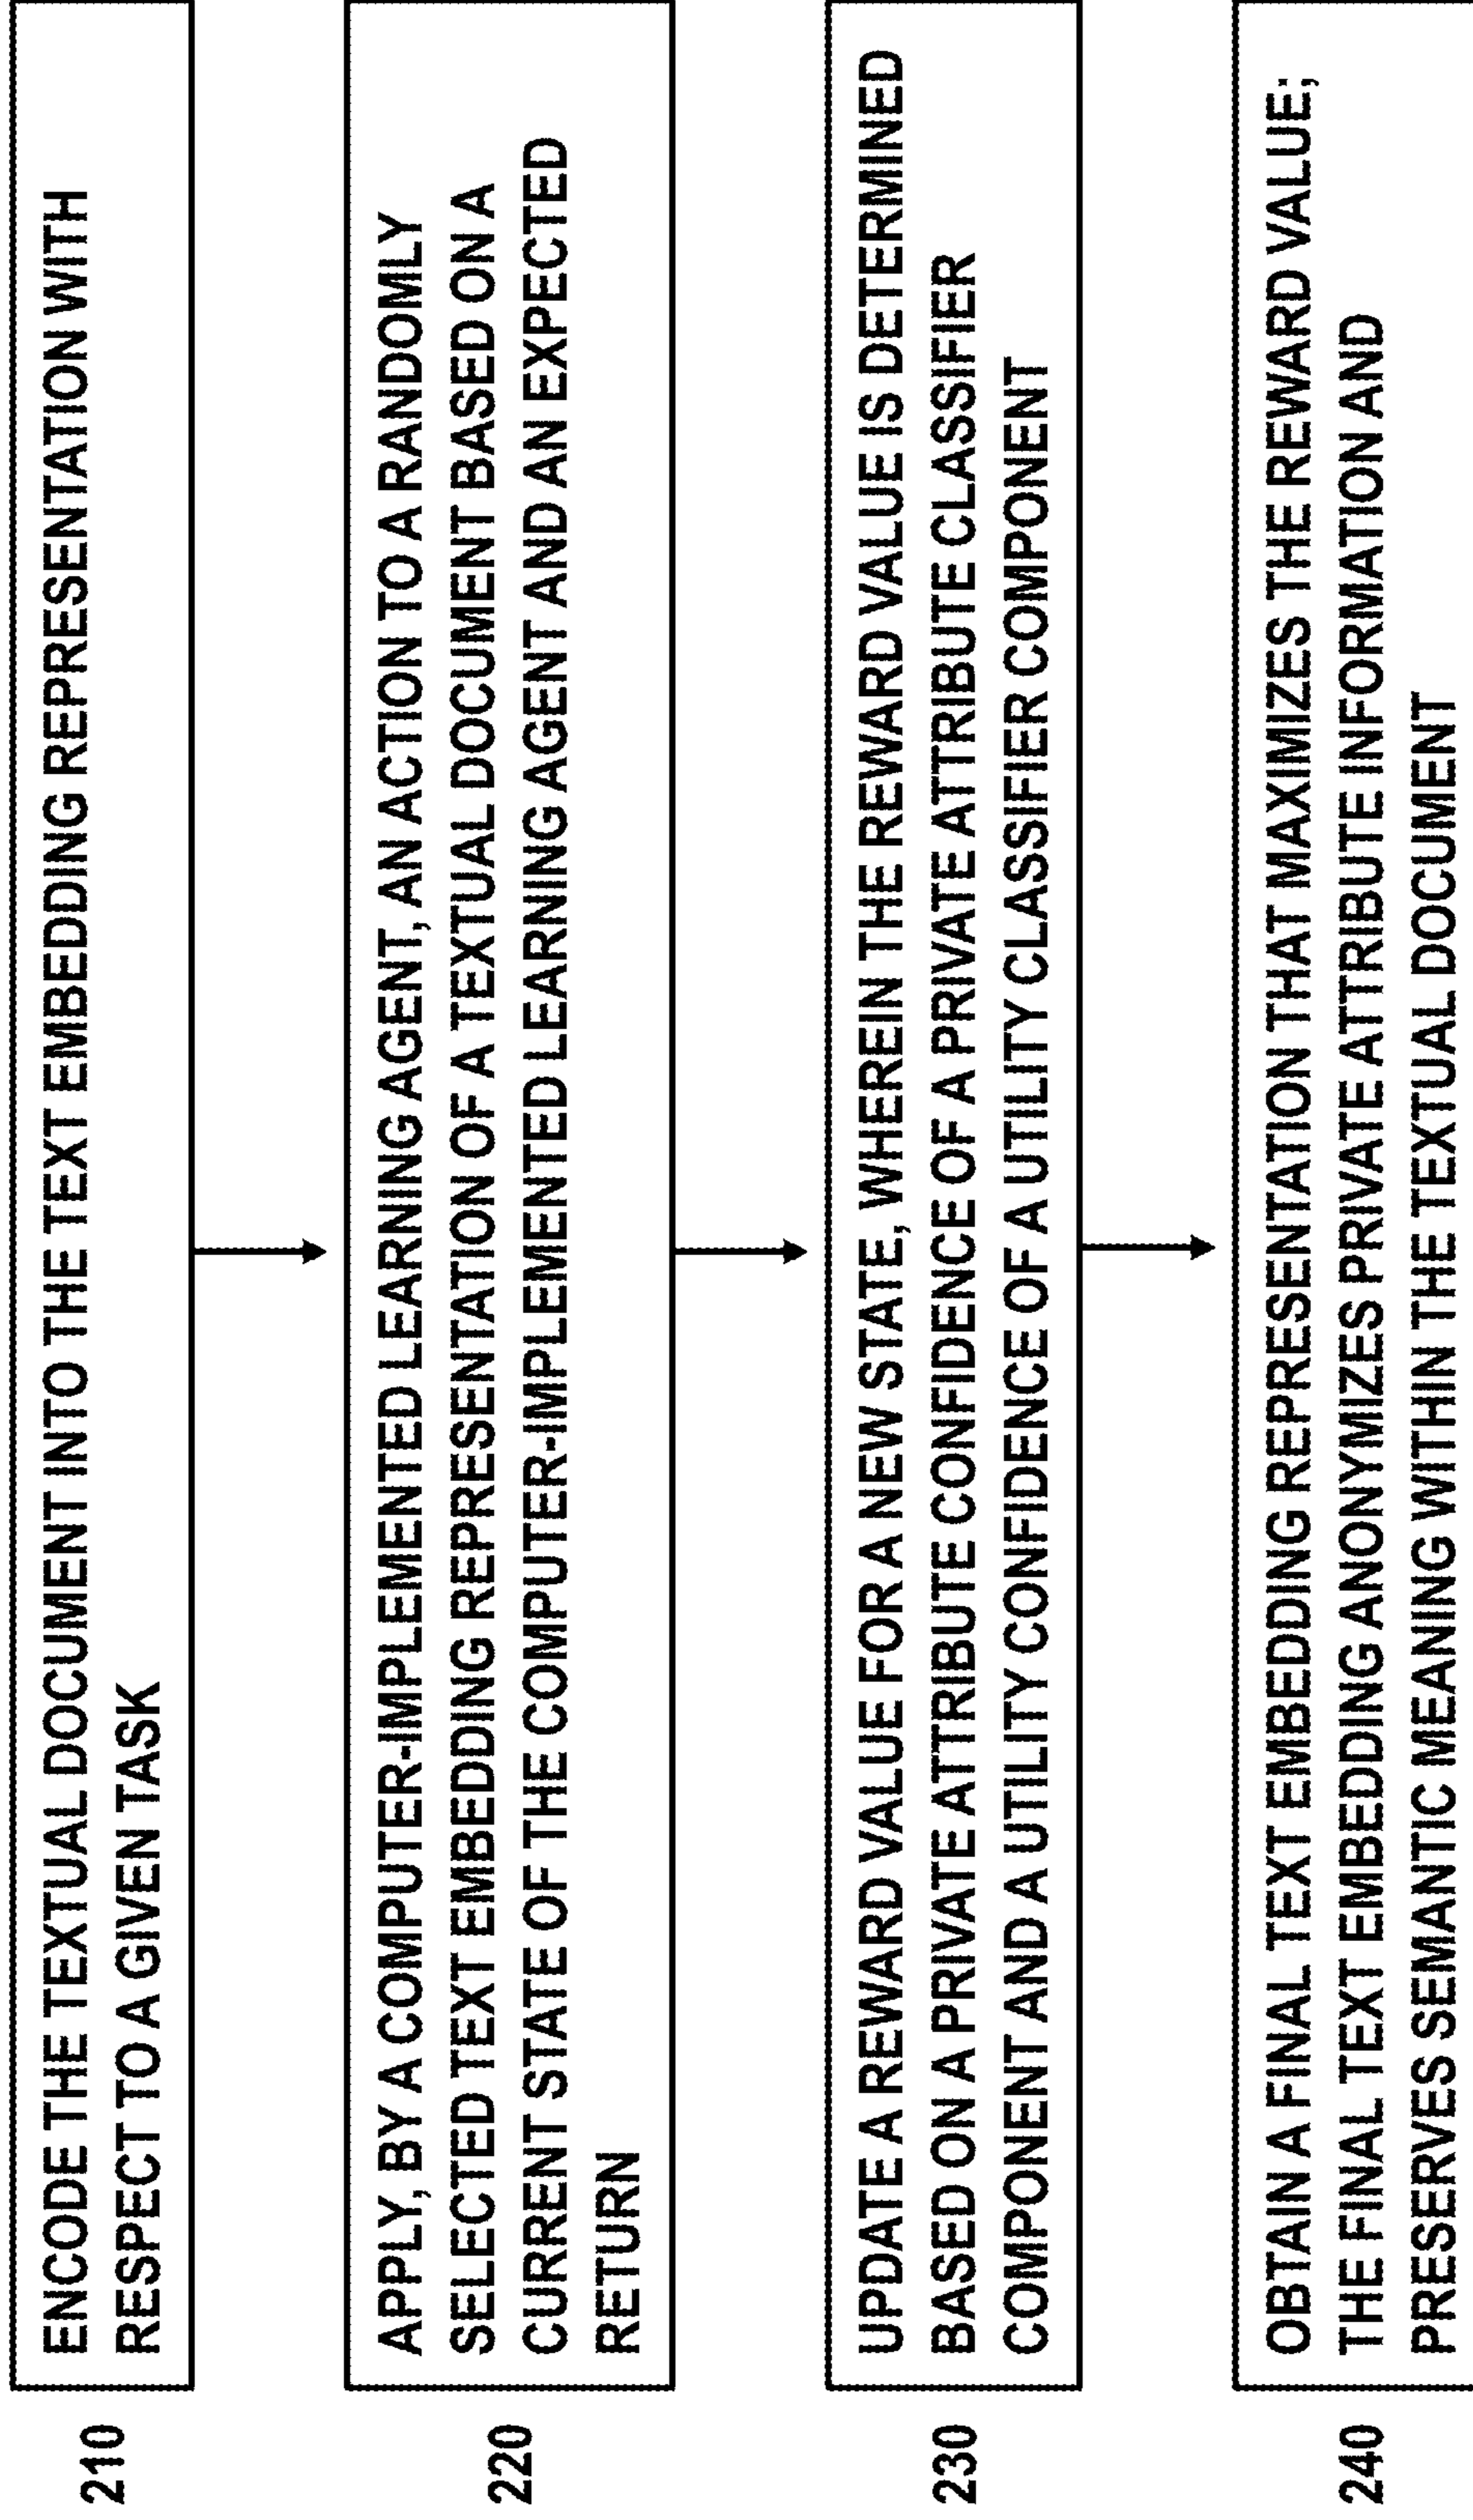 210
ENCODE THE TEXTUAL DOCUMENT INTO THE TEXT EMBEDDING REPRESENTATION WITH
RESPECT TO A GIVEN TASK
220
APPLY, BY A COMPUTER-IMPLEMENTED LEARNING AGENT, AN ACTION TO A RANDOMLY
SELECTED TEXT EMBEDDING REPRESENTATION OF A TEXTUAL DOCUMENT BASED ON A
CURRENT STATE OF THE COMPUTER-IMPLEMENTED LEARNING AGENT AND AN EXPECTED
RETURN
230
UPDATE A REWARD VALUE FOR A NEW STATE, WHEREIN THE REWARD VALUE IS DETERMINED
BASED ON A PRIVATE ATTRIBUTE CONFIDENCE OF A PRIVATE ATTRIBUTE CLASSIFIER
COMPONENT AND A UTILITY CONFIDENCE OF A UTILITY CLASSIFIER COMPONENT
240
OBTAIN A FINAL TEXT EMBEDDING REPRESENTATION THAT MAXIMIZES THE REWARD VALUE;
THE FINAL TEXT EMBEDDING ANONYMIZES PRIVATE ATTRIBUTE INFORMATION AND
PRESERVES SEMANTIC MEANING WITHIN THE TEXTUAL DOCUMENT